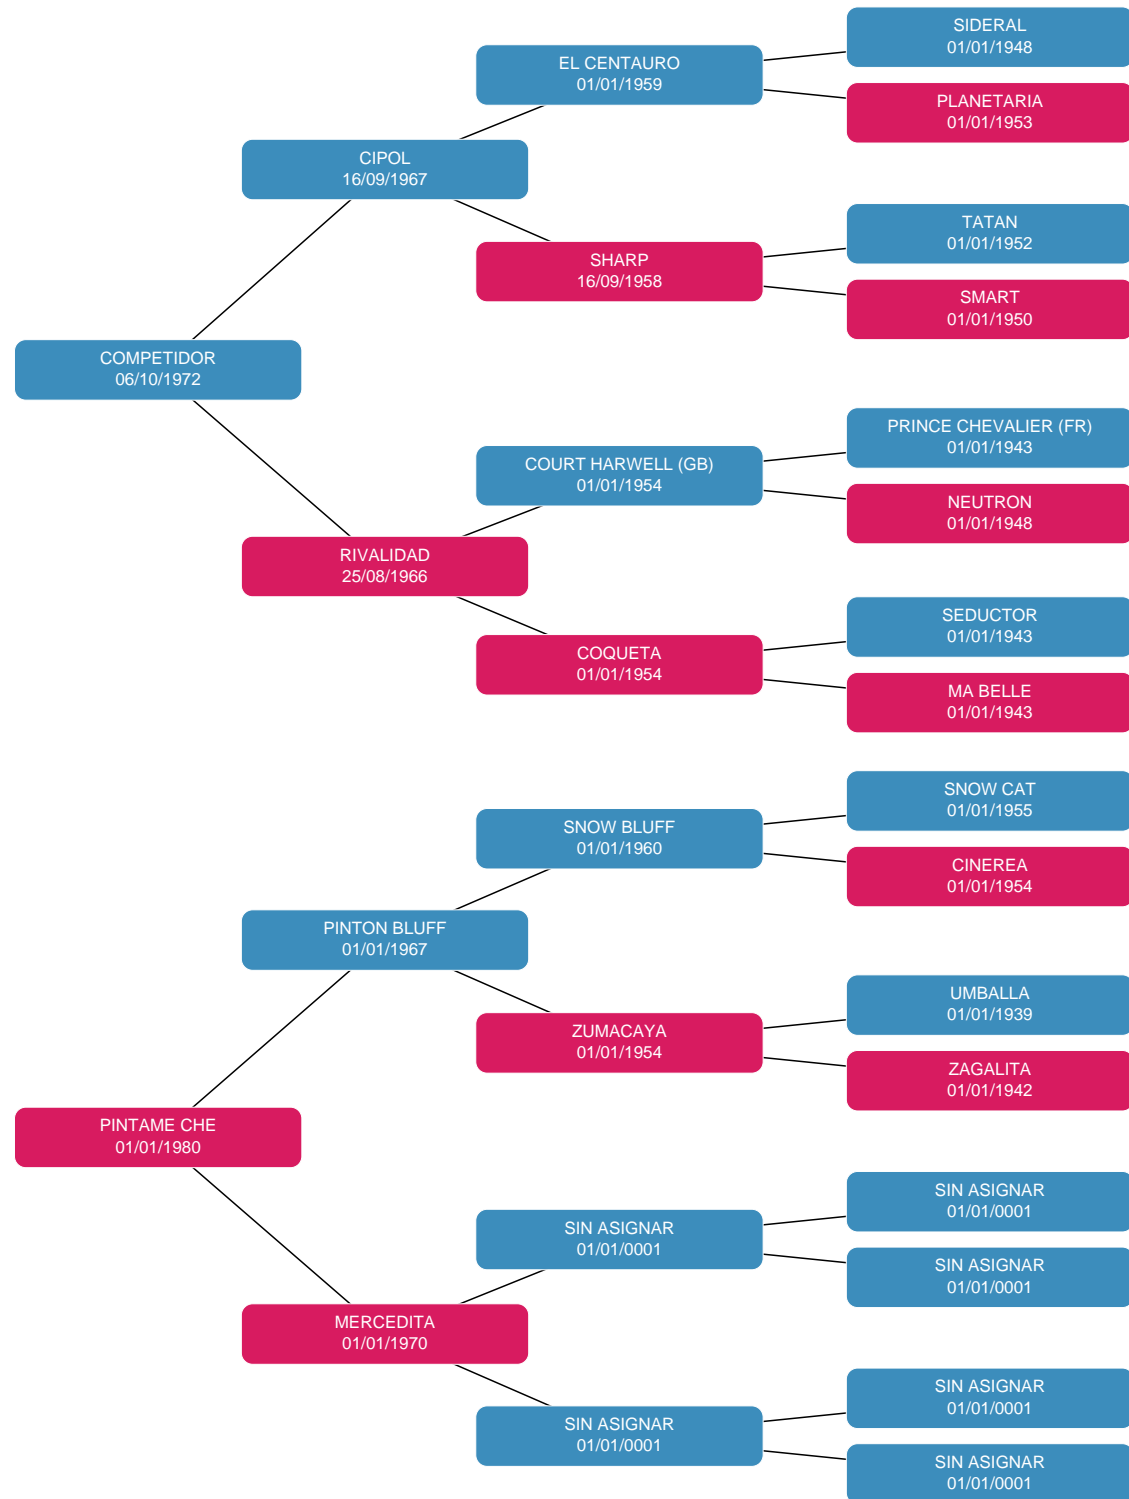 SIDERAL
01/01/1948
EL CENTAURO
01/01/1959
PLANETARIA
01/01/1953
CIPOL
16/09/1967
TATAN
01/01/1952
SHARP
16/09/1958
SMART
01/01/1950
COMPETIDOR
06/10/1972
PRINCE CHEVALIER (FR)
01/01/1943
COURT HARWELL (GB)
01/01/1954
NEUTRON
01/01/1948
RIVALIDAD
25/08/1966
SEDUCTOR
01/01/1943
COQUETA
01/01/1954
MA BELLE
01/01/1943
SNOW CAT
01/01/1955
SNOW BLUFF
01/01/1960
CINEREA
01/01/1954
PINTON BLUFF
01/01/1967
UMBALLA
01/01/1939
ZUMACAYA
01/01/1954
ZAGALITA
01/01/1942
PINTAME CHE
01/01/1980
SIN ASIGNAR
01/01/0001
SIN ASIGNAR
01/01/0001
SIN ASIGNAR
01/01/0001
MERCEDITA
01/01/1970
SIN ASIGNAR
01/01/0001
SIN ASIGNAR
01/01/0001
SIN ASIGNAR
01/01/0001